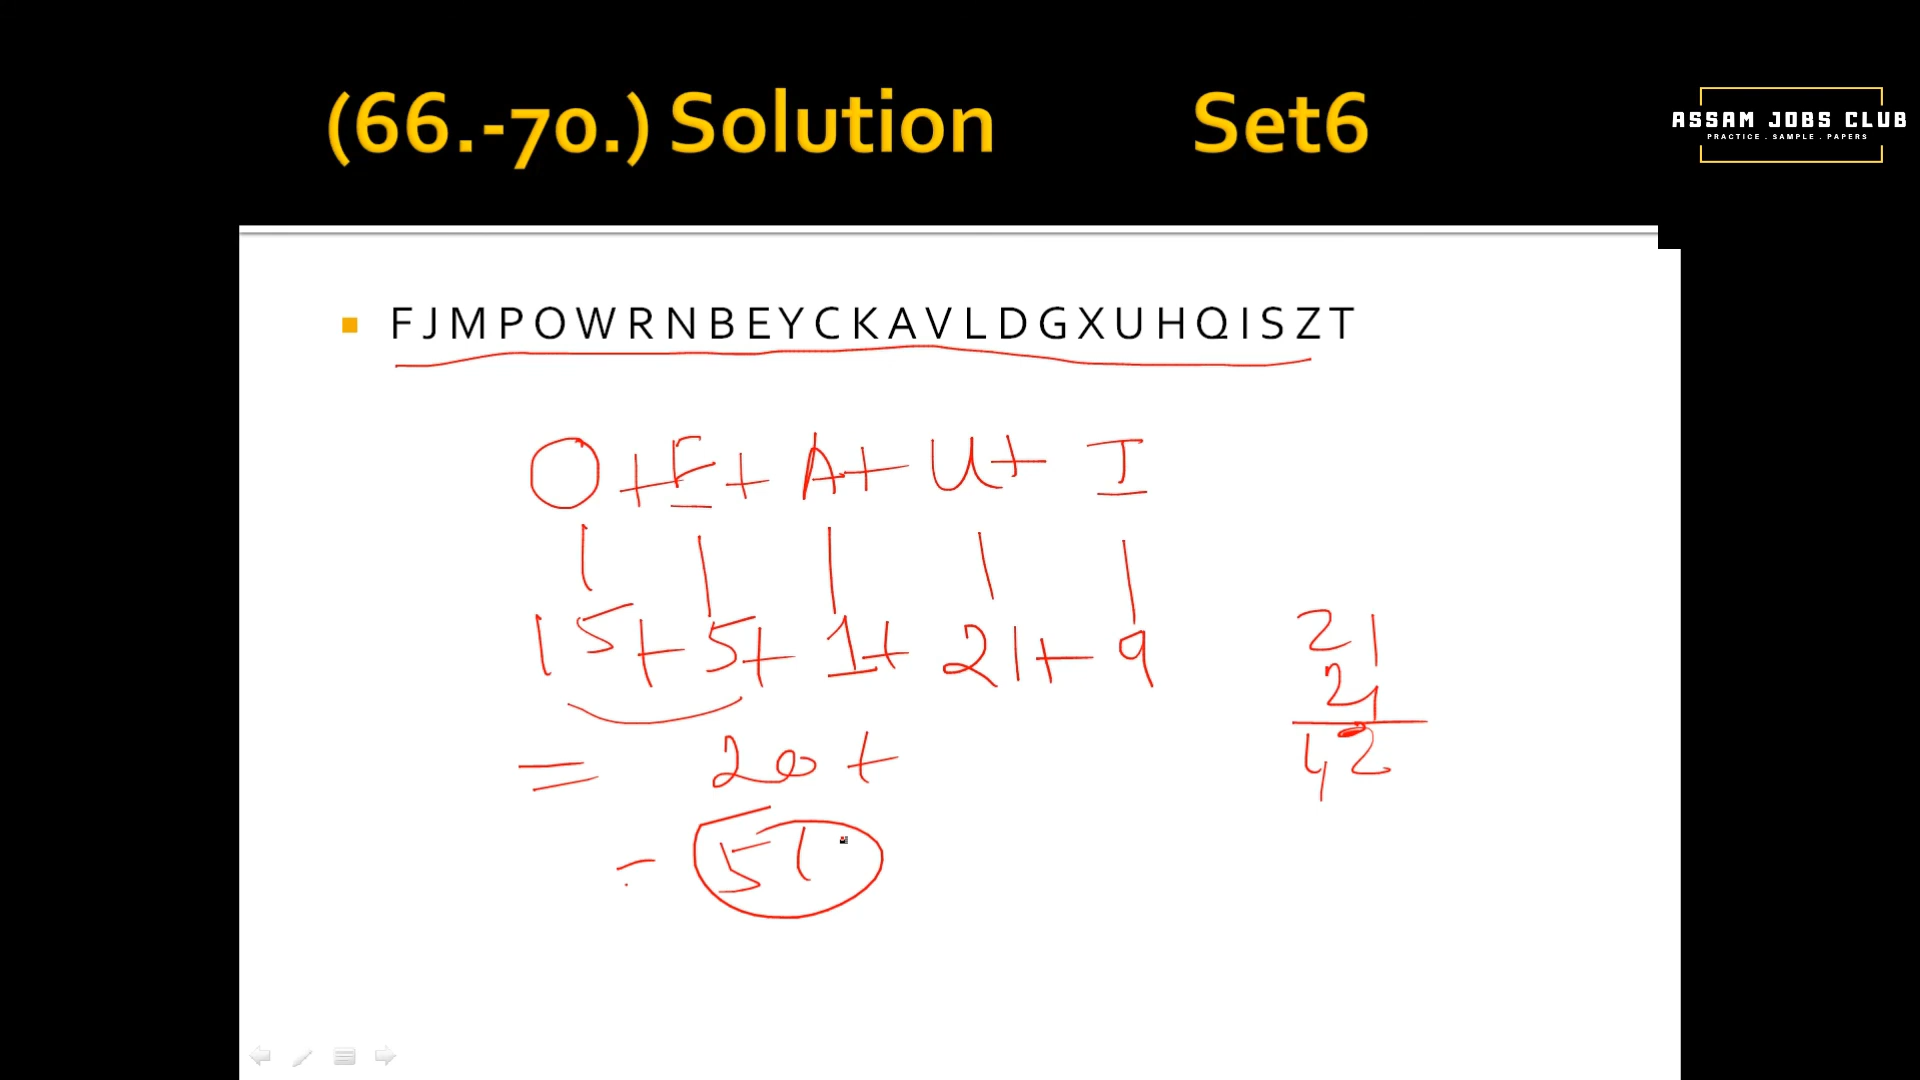 (66.-70.) Solution Set6
ASSAM JOBS CLUB
PRACTICE . SAMPLE . PAPERS
FJMPOWRNBEYCKAVLDGXUHQISZT
O + E + A + U + I
15 + 5 + 1 + 21 + 9
21
21
42
= 20 +
= 51